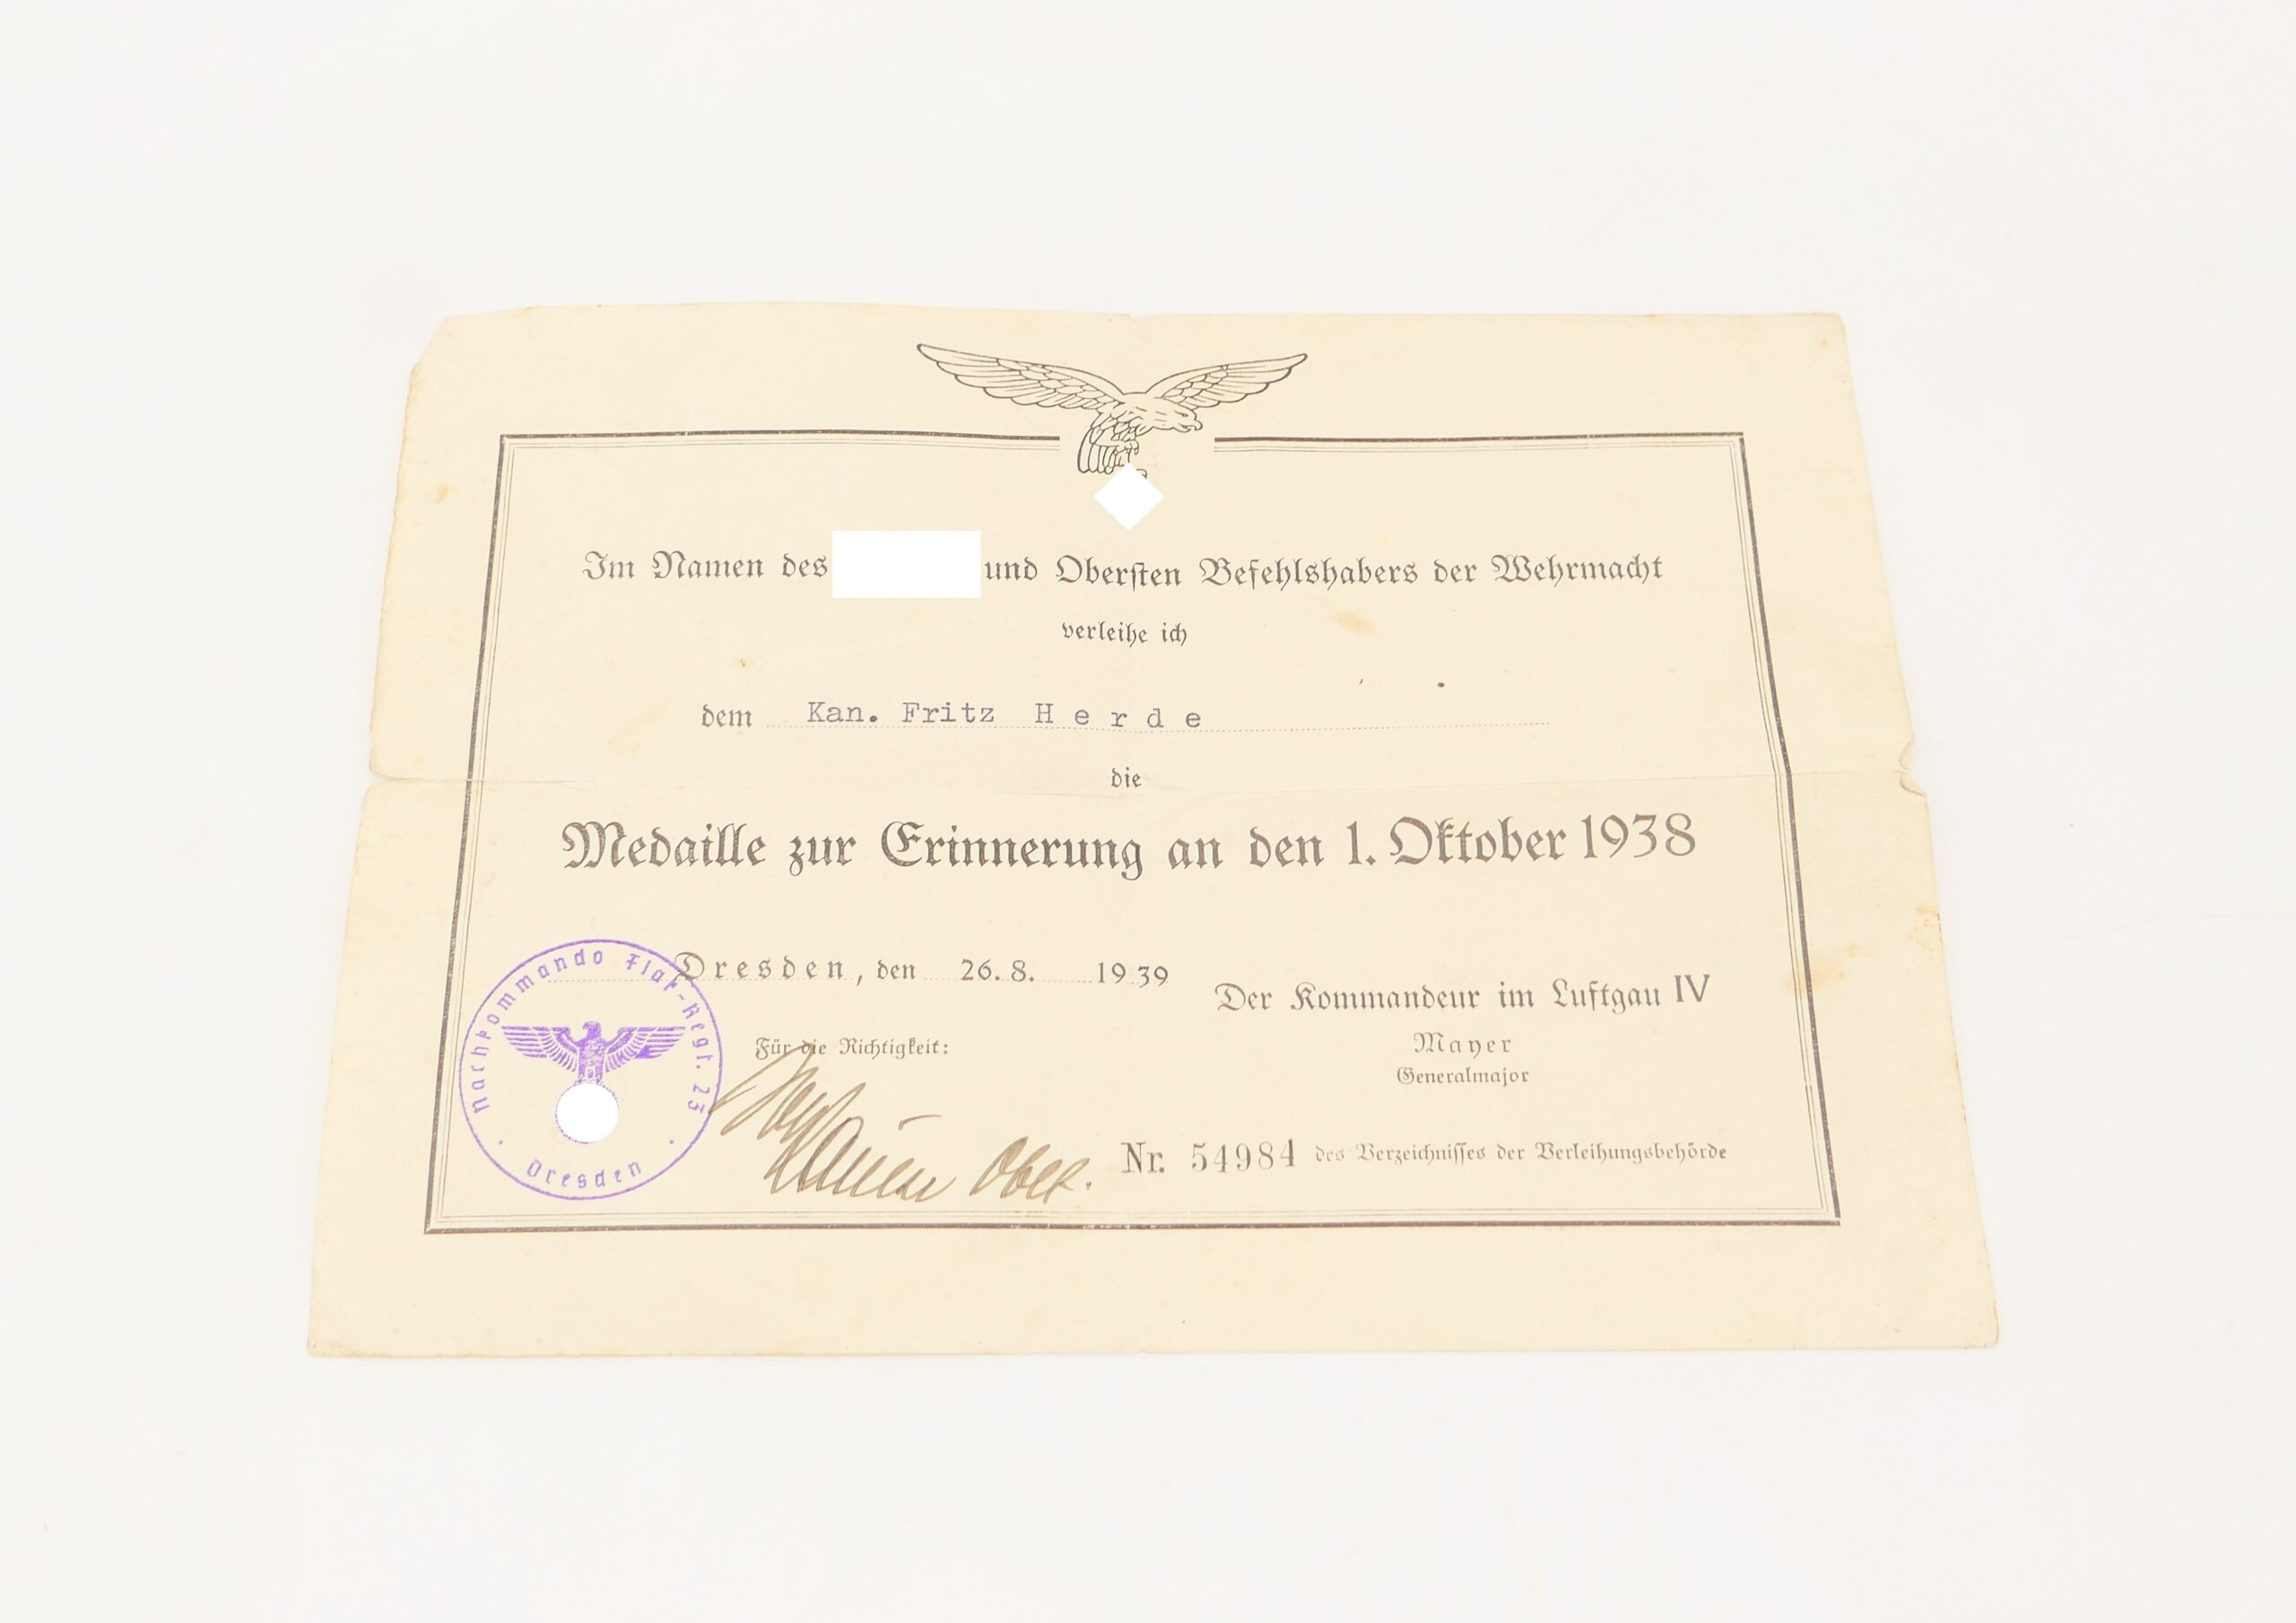 Im Namen des und Obersten Befehlshabers der Wehrmacht
verleihe ich
dem Kan. Fritz Herde
die
Medaille zur Erinnerung an den 1. Oktober 1938
Dresden, den 26. 8. 1939
Der Kommandeur im Luftgau IV
Mayer
Generalmajor
Für die Richtigkeit:
Nr. 54984 des Verzeichnisses der Verleihungsbehörde
Nachkommando Flak-Regt. 23
Dresden